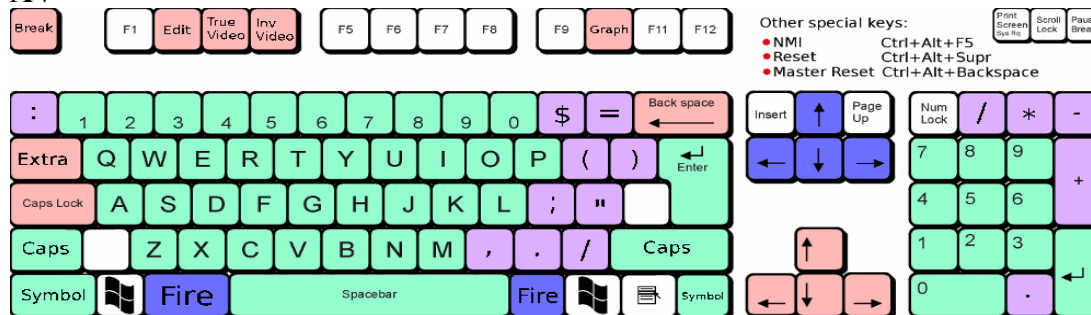 Break F1 Edit True Video Inv Video F5 F6 F7 F8 F9 Graph F11 F12 Print Screen Sys Rq Scroll Lock
Other special keys:
• NMI Ctrl+Alt+F5
• Reset Ctrl+Alt+Supr
• Master Reset Ctrl+Alt+Backspace
: 1 2 3 4 5 6 7 8 9 0 $ = Back space Insert Page Up Num Lock / * -
Extra Q W E R T Y U I O P ( ) Enter 7 8 9 +
Caps Lock A S D F G H J K L ; " 4 5 6
Caps Z X C V B N M , . / Caps 1 2 3
Symbol Fire Spacebar Fire Symbol 0 .